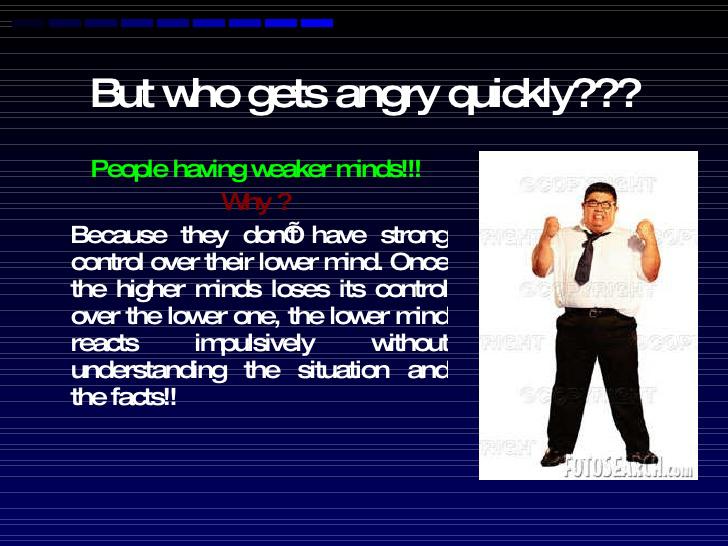 But who gets angry quickly???
People having weaker minds!!!
Why ?
Because they donÕt have strong
control over their lower mind. Once
the higher minds loses its control
over the lower one, the lower mind
reacts impulsively without
understanding the situation and
the facts!!
COPYRIGHT
COPYRIGHT
FOTOSEARCH.com